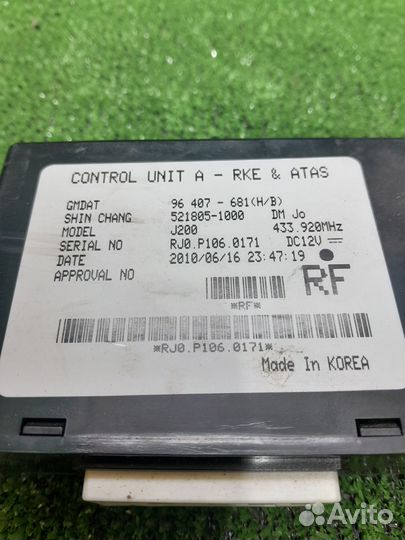 CONTROL UNIT A - RKE & ATAS
GMDAT 96 407 - 681(H/B)
SHIN CHANG 521805-1000 DM Jo
MODEL J200 433.920MHz
SERIAL NO RJ0.P106.0171 DC12V
DATE 2010/06/16 23:47:19
APPROVAL NO
RF
*RF*
*RJ0.P106.0171*
Made In KOREA
Avito